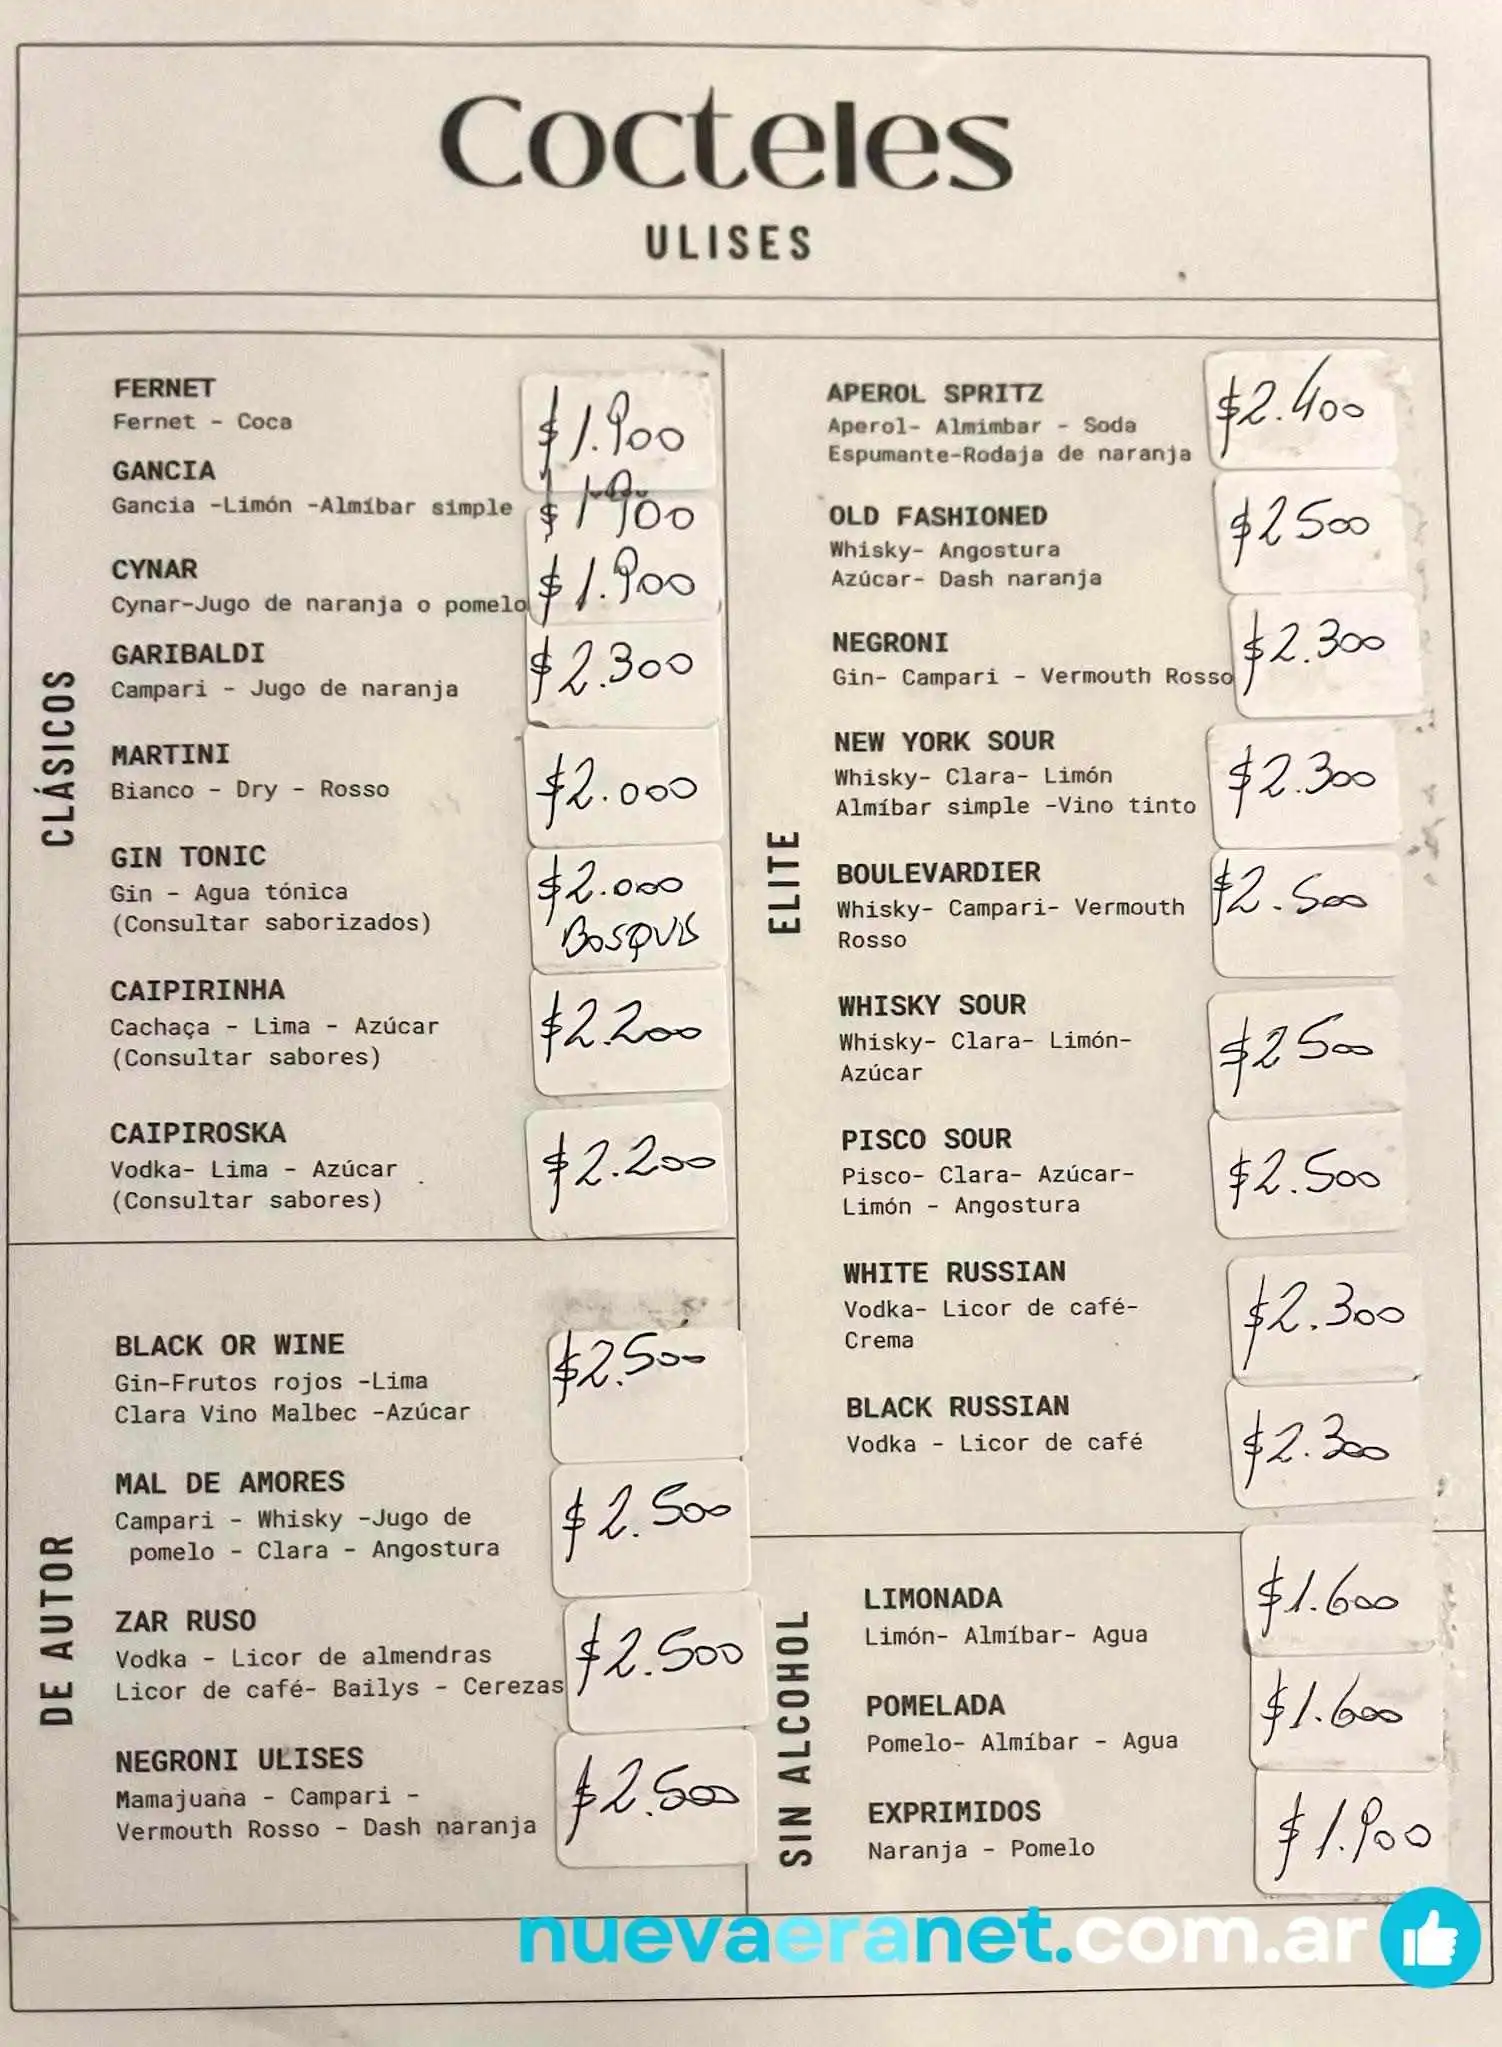 Cocteles
ULISES
CLÁSICOS
FERNET
Fernet - Coca
$1.900
GANCIA
Gancia -Limón -Almíbar simple
$1900
CYNAR
Cynar-Jugo de naranja o pomelo
$1.900
GARIBALDI
Campari - Jugo de naranja
$2.300
MARTINI
Bianco - Dry - Rosso
$2.000
GIN TONIC
Gin - Agua tónica
(Consultar saborizados)
$2.000
CAIPIRINHA
Cachaça - Lima - Azúcar
(Consultar sabores)
$2.200
CAIPIROSKA
Vodka- Lima - Azúcar
(Consultar sabores)
$2.200
DE AUTOR
BLACK OR WINE
Gin-Frutos rojos -Lima
Clara Vino Malbec -Azúcar
$2.500
MAL DE AMORES
Campari - Whisky -Jugo de
pomelo - Clara - Angostura
$2.500
ZAR RUSO
Vodka - Licor de almendras
Licor de café- Bailys - Cerezas
$2.500
NEGRONI ULISES
Mamajuana - Campari -
Vermouth Rosso - Dash naranja
$2.500
ELITE
APEROL SPRITZ
Aperol- Almimbar - Soda
Espumante-Rodaja de naranja
$2.400
OLD FASHIONED
Whisky- Angostura
Azúcar- Dash naranja
$2500
NEGRONI
Gin- Campari - Vermouth Rosso
$2.300
NEW YORK SOUR
Whisky- Clara- Limón
Almíbar simple -Vino tinto
$2.300
BOULEVARDIER
Whisky- Campari- Vermouth
Rosso
$2.500
WHISKY SOUR
Whisky- Clara- Limón-
Azúcar
$2500
PISCO SOUR
Pisco- Clara- Azúcar-
Limón - Angostura
$2.500
WHITE RUSSIAN
Vodka- Licor de café-
Crema
$2.300
BLACK RUSSIAN
Vodka - Licor de café
$2.300
SIN ALCOHOL
LIMONADA
Limón- Almíbar- Agua
$1.600
POMELADA
Pomelo- Almíbar - Agua
$1.600
EXPRIMIDOS
Naranja - Pomelo
$1.900
nuevaeranet.com.ar